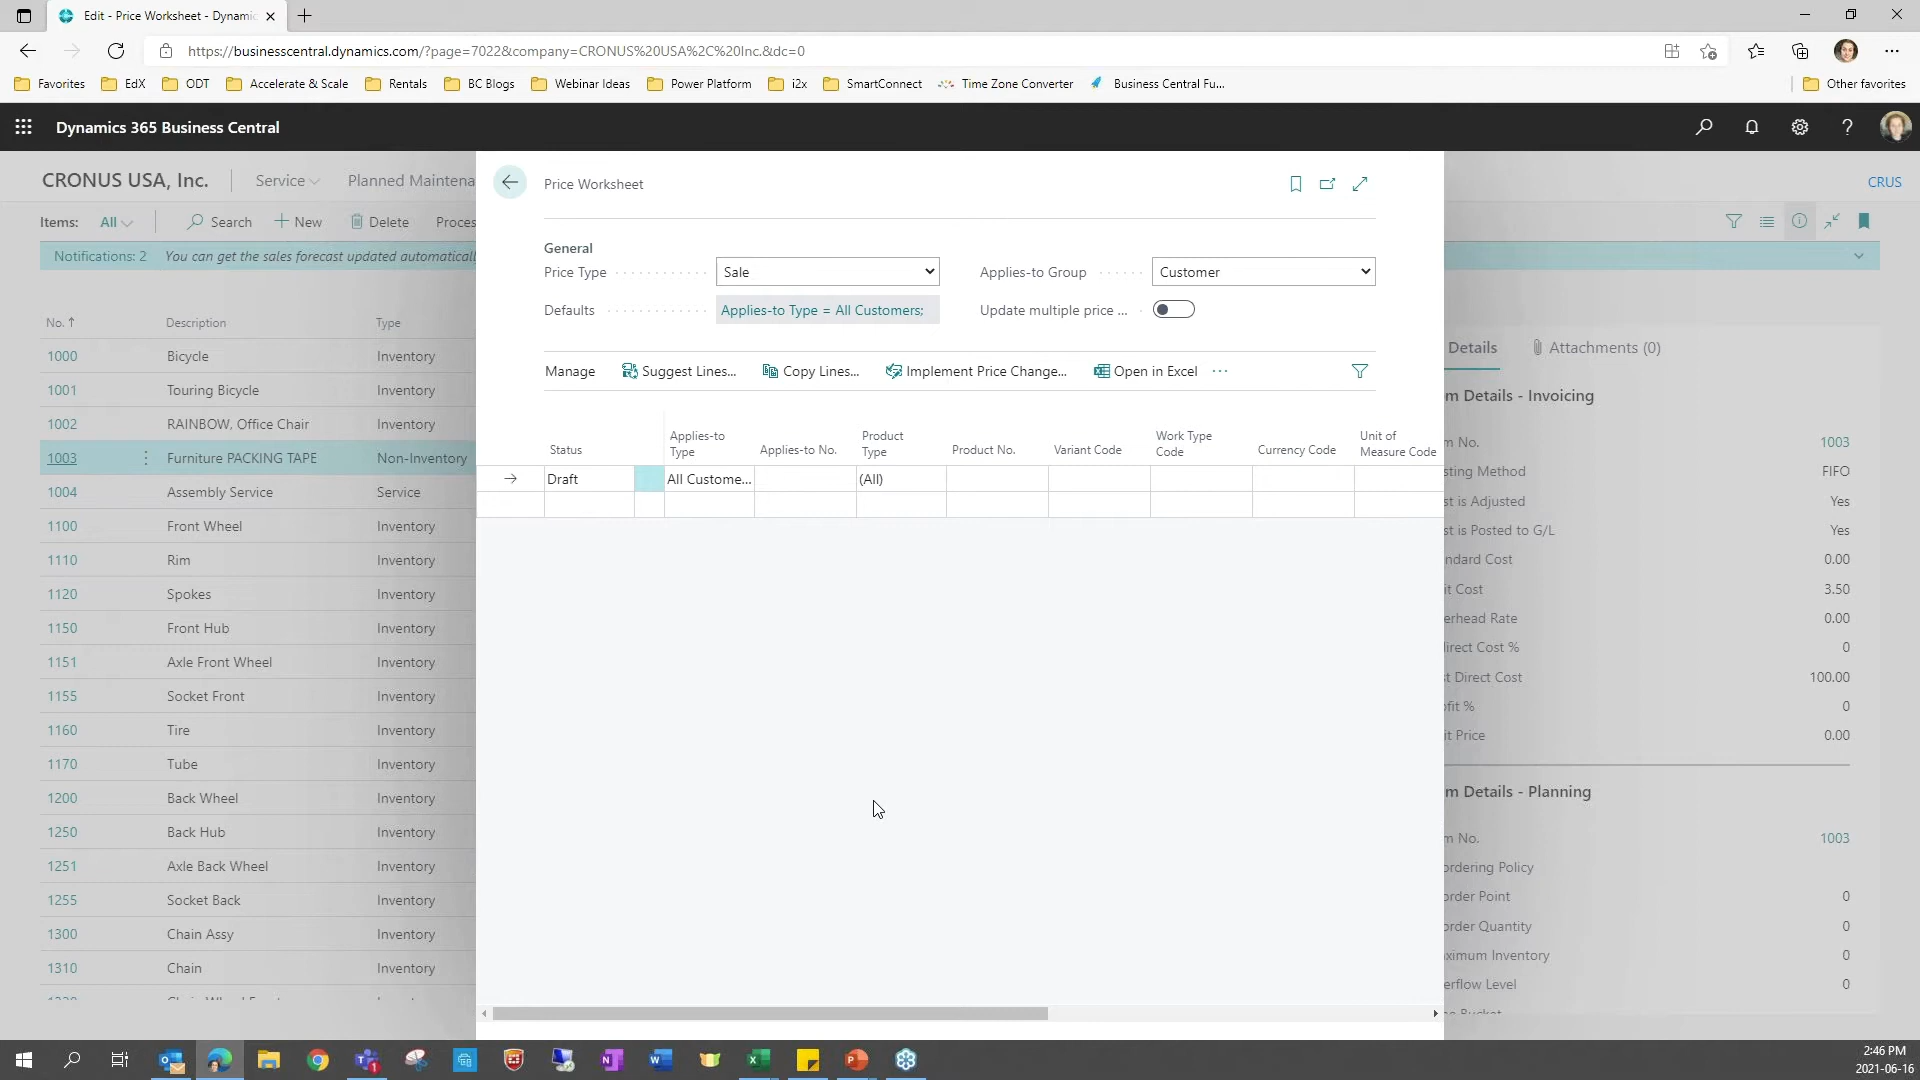 Edit - Price Worksheet - Dynamic
https://businesscentral.dynamics.com/?page=7022&company=CRONUS%20USA%2C%20Inc.&dc=0
Favorites EdX ODT Accelerate & Scale Rentals BC Blogs Webinar Ideas Power Platform i2x SmartConnect Time Zone Converter Business Central Fu... Other favorites
Dynamics 365 Business Central
CRONUS USA, Inc. Service Planned Maintena CRUS
Items: All Search New Delete Proces
Notifications: 2 You can get the sales forecast updated automaticall
No. ↑ Description Type
1000 Bicycle Inventory
1001 Touring Bicycle Inventory
1002 RAINBOW, Office Chair Inventory
1003 Furniture PACKING TAPE Non-Inventory
1004 Assembly Service Service
1100 Front Wheel Inventory
1110 Rim Inventory
1120 Spokes Inventory
1150 Front Hub Inventory
1151 Axle Front Wheel Inventory
1155 Socket Front Inventory
1160 Tire Inventory
1170 Tube Inventory
1200 Back Wheel Inventory
1250 Back Hub Inventory
1251 Axle Back Wheel Inventory
1255 Socket Back Inventory
1300 Chain Assy Inventory
1310 Chain Inventory
Price Worksheet
General
Price Type Sale Applies-to Group Customer
Defaults Applies-to Type = All Customers; Update multiple price ...
Manage Suggest Lines... Copy Lines... Implement Price Change... Open in Excel ...
Status Applies-to Type Applies-to No. Product Type Product No. Variant Code Work Type Code Currency Code Unit of Measure Code
Draft All Custome... (All)
Details Attachments (0)
m Details - Invoicing
m No. 1003
sting Method FIFO
st is Adjusted Yes
st is Posted to G/L Yes
ndard Cost 0.00
it Cost 3.50
erhead Rate 0.00
lirect Cost % 0
st Direct Cost 100.00
ofit % 0
it Price 0.00
m Details - Planning
m No. 1003
ordering Policy
order Point 0
order Quantity 0
aximum Inventory 0
erflow Level 0
2:46 PM
2021-06-16